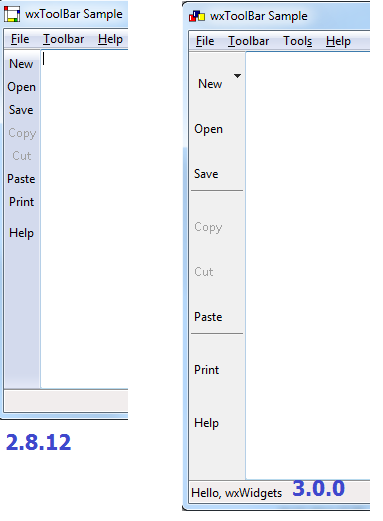 wxToolBar Sample
File Toolbar Help
New
Open
Save
Copy
Cut
Paste
Print
Help
2.8.12
wxToolBar Sample
File Toolbar Tools Help
New
Open
Save
Copy
Cut
Paste
Print
Help
Hello, wxWidgets
3.0.0